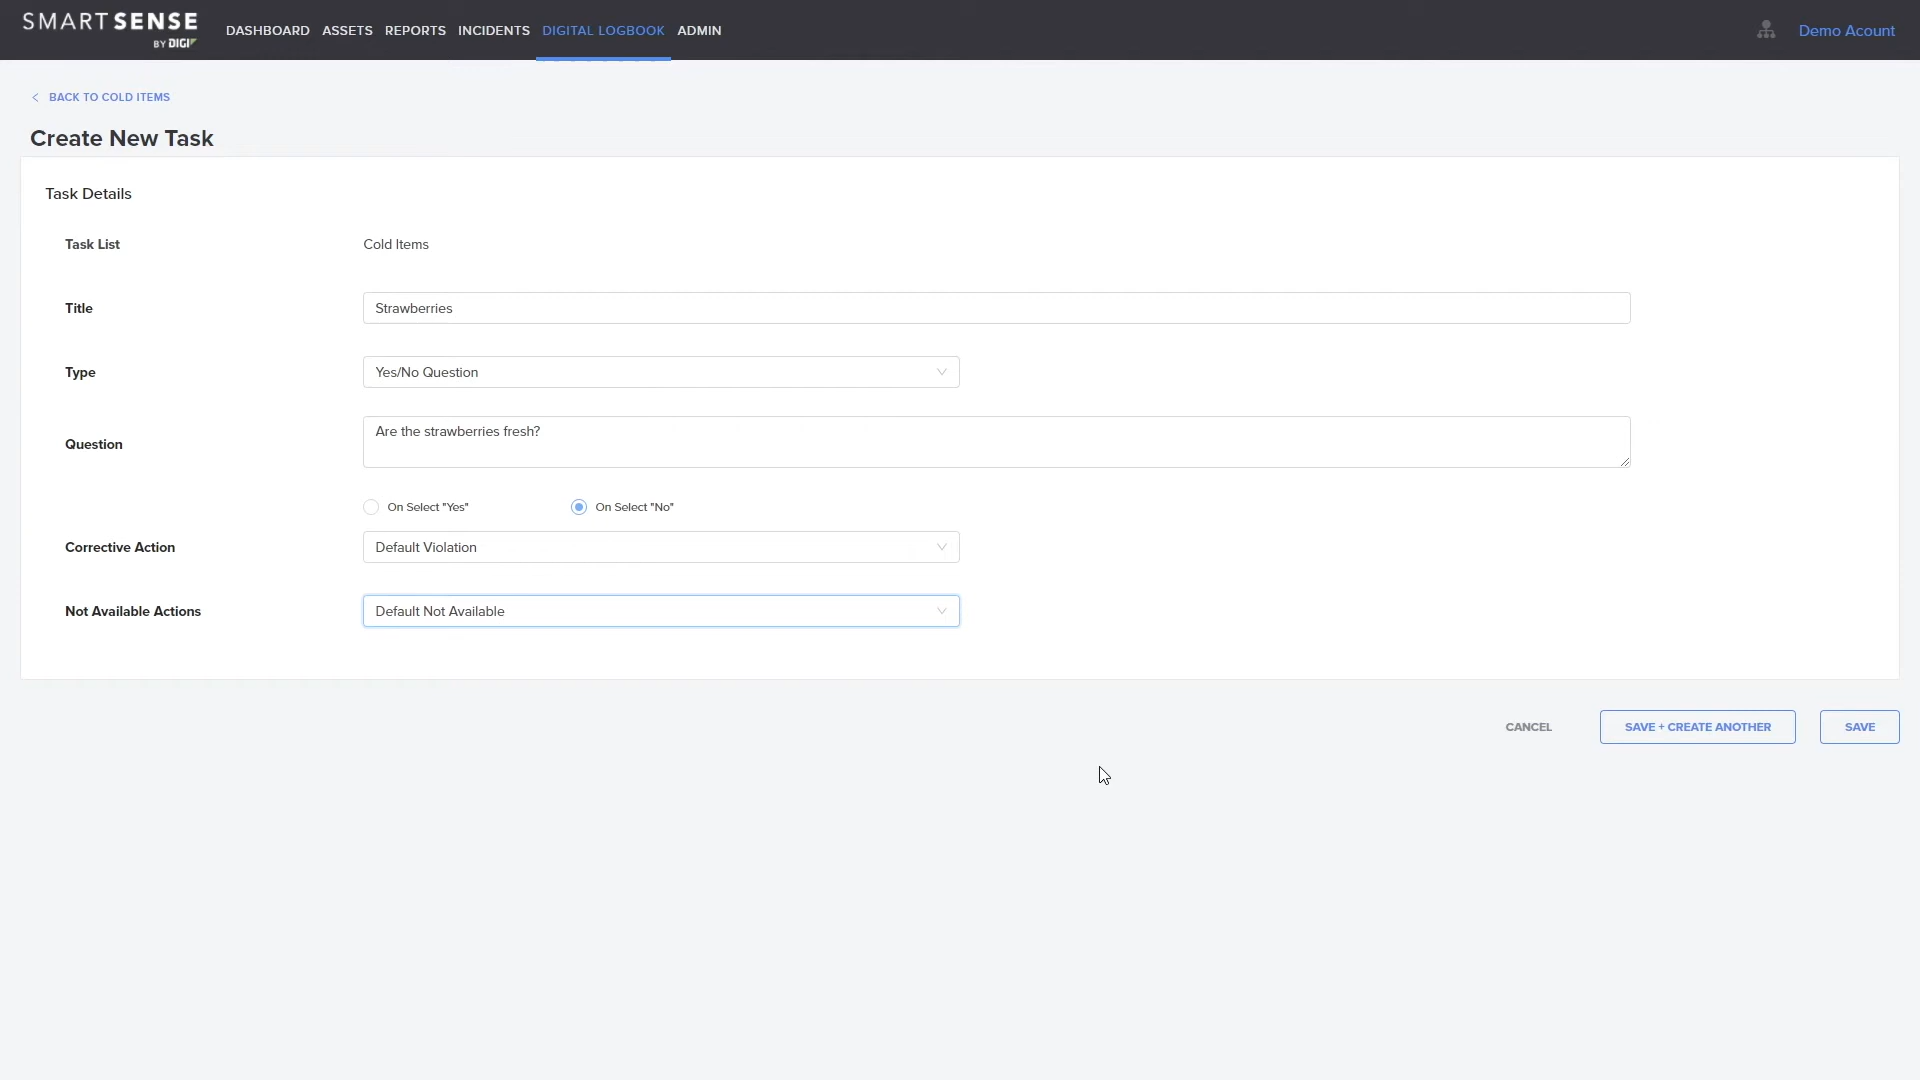 SMARTSENSE
BY DIGI
DASHBOARD ASSETS REPORTS INCIDENTS DIGITAL LOGBOOK ADMIN
Demo Acount
BACK TO COLD ITEMS
Create New Task
Task Details
Task List Cold Items
Title Strawberries
Type Yes/No Question
Question Are the strawberries fresh?
On Select "Yes" On Select "No"
Corrective Action Default Violation
Not Available Actions Default Not Available
CANCEL SAVE + CREATE ANOTHER SAVE